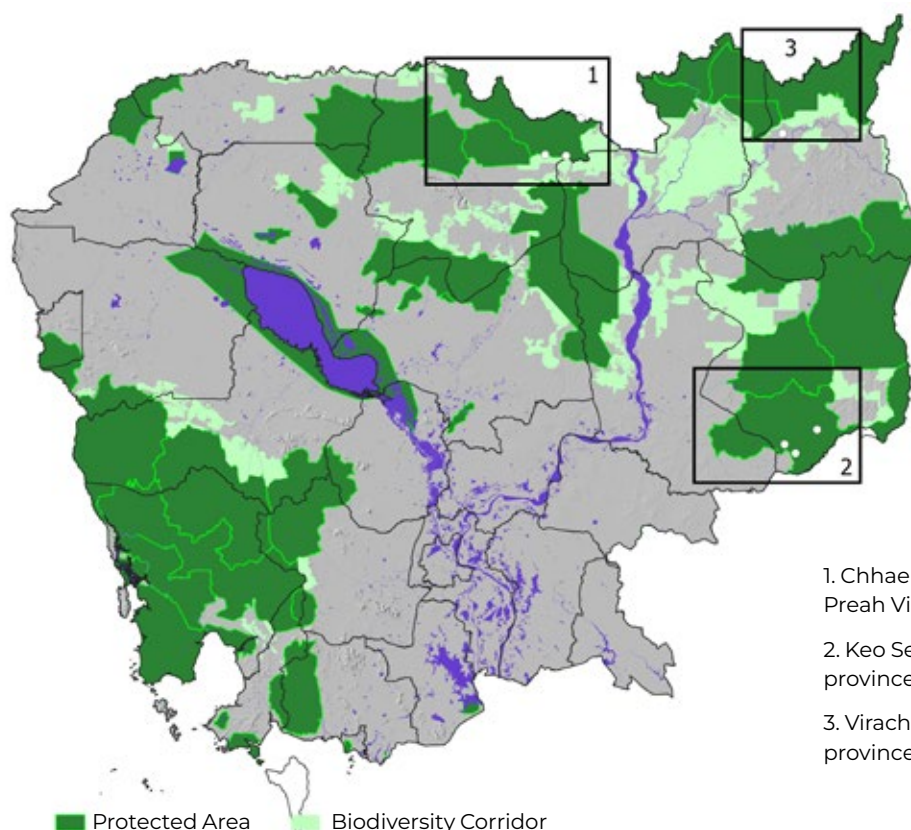 1
3
2
1. Chhae
Preah Vi
2. Keo Se
province
3. Virach
province
Protected Area
Biodiversity Corridor